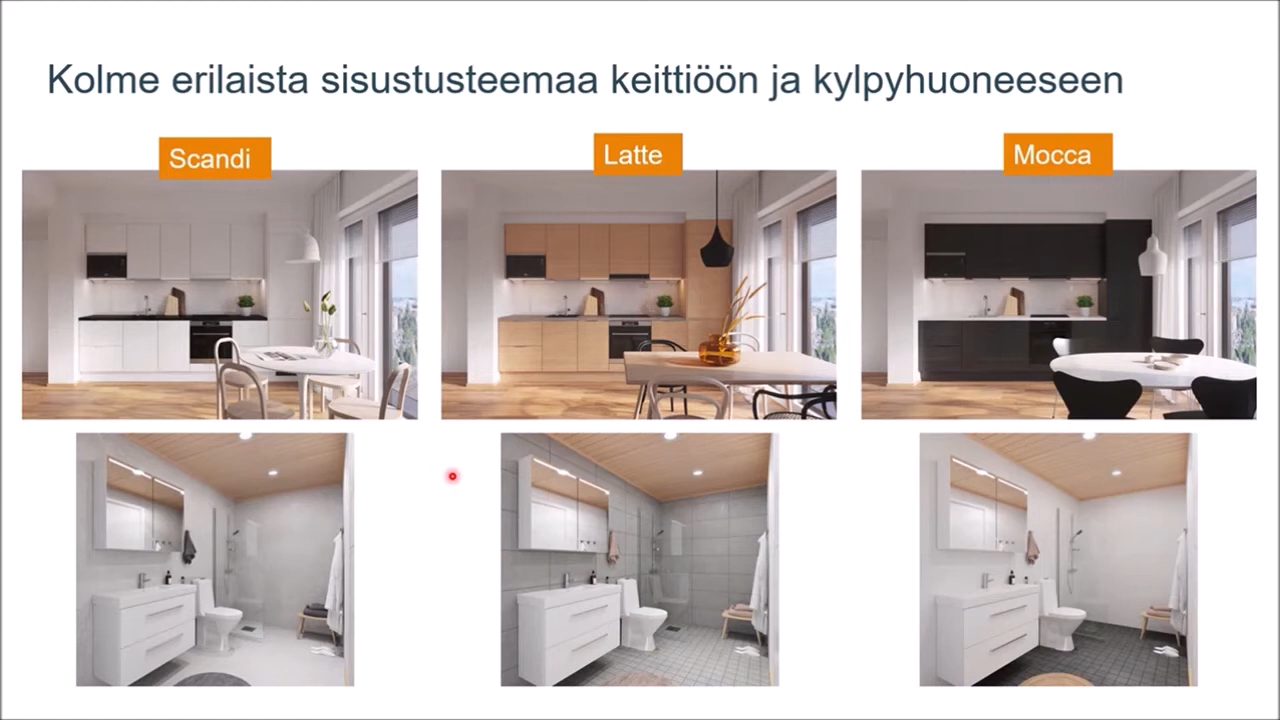 Kolme erilaista sisustusteemaa keittiöön ja kylpyhuoneeseen
Scandi
Latte
Mocca